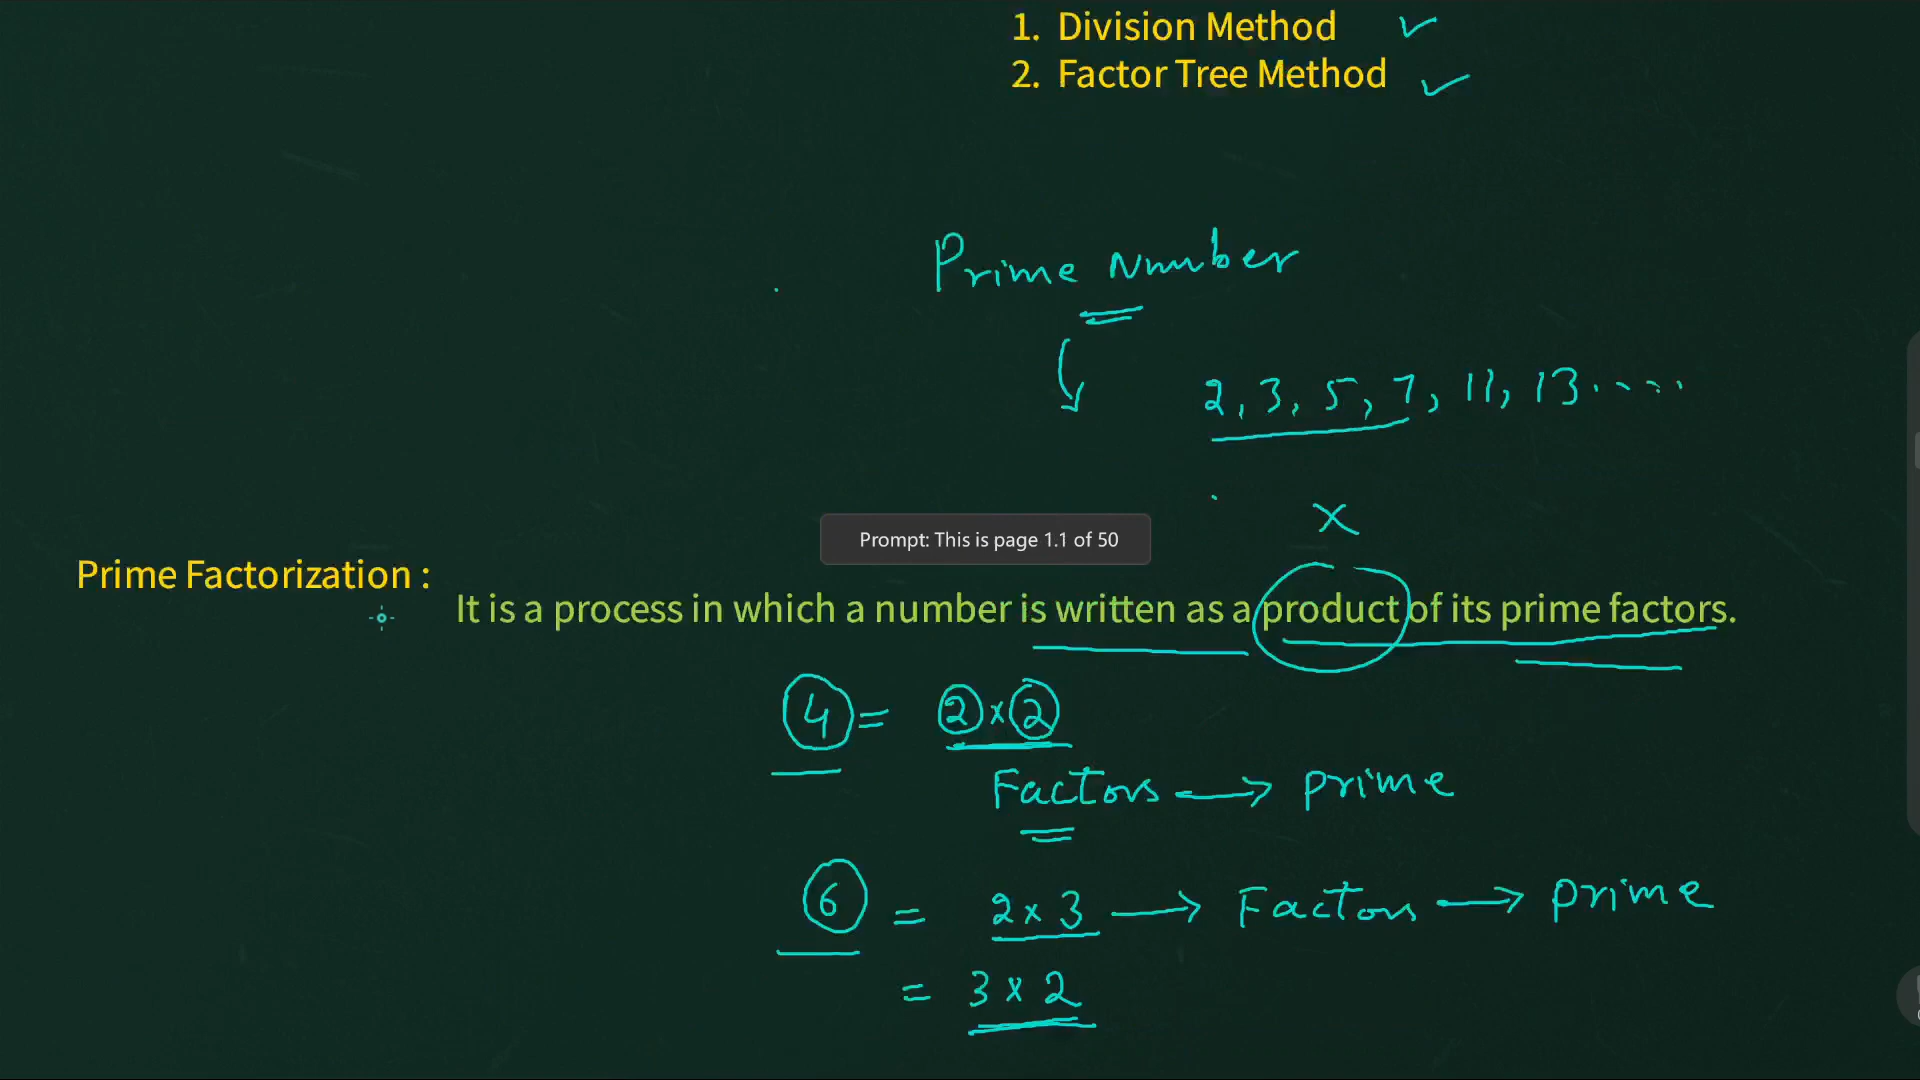 1. Division Method
2. Factor Tree Method
Prime Number
2, 3, 5, 7, 11, 13.....
x
Prompt: This is page 1.1 of 50
Prime Factorization :
It is a process in which a number is written as a product of its prime factors.
4 = 2 x 2
Factors → prime
6 = 2 x 3 → Factors → prime
= 3 x 2